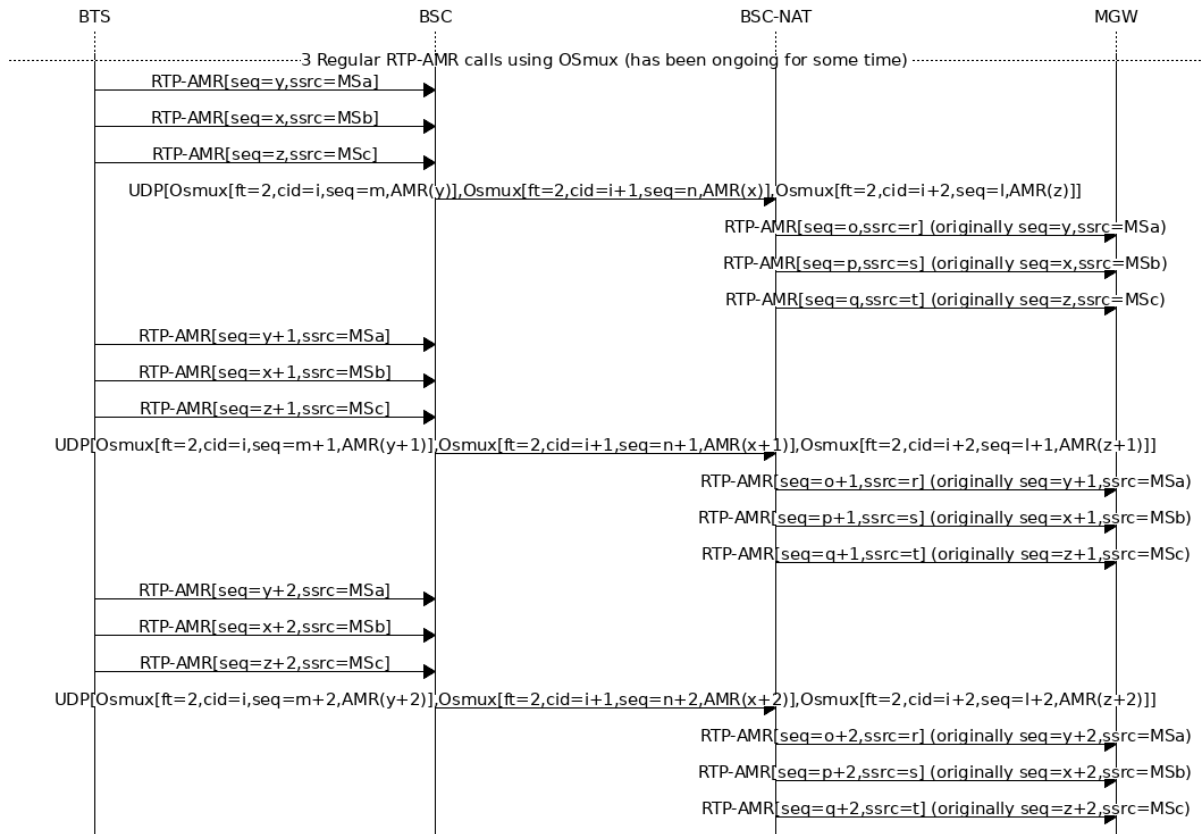 BTS BSC BSC-NAT MGW
3 Regular RTP-AMR calls using OSmux (has been ongoing for some time)
RTP-AMR[seq=y,ssrc=MSa]
RTP-AMR[seq=x,ssrc=MSb]
RTP-AMR[seq=z,ssrc=MSc]
UDP[Osmux[ft=2,cid=i,seq=m,AMR(y)],Osmux[ft=2,cid=i+1,seq=n,AMR(x)],Osmux[ft=2,cid=i+2,seq=l,AMR(z)]]
RTP-AMR[seq=o,ssrc=r] (originally seq=y,ssrc=MSa)
RTP-AMR[seq=p,ssrc=s] (originally seq=x,ssrc=MSb)
RTP-AMR[seq=q,ssrc=t] (originally seq=z,ssrc=MSc)
RTP-AMR[seq=y+1,ssrc=MSa]
RTP-AMR[seq=x+1,ssrc=MSb]
RTP-AMR[seq=z+1,ssrc=MSc]
UDP[Osmux[ft=2,cid=i,seq=m+1,AMR(y+1)],Osmux[ft=2,cid=i+1,seq=n+1,AMR(x+1)],Osmux[ft=2,cid=i+2,seq=l+1,AMR(z+1)]]
RTP-AMR[seq=o+1,ssrc=r] (originally seq=y+1,ssrc=MSa)
RTP-AMR[seq=p+1,ssrc=s] (originally seq=x+1,ssrc=MSb)
RTP-AMR[seq=q+1,ssrc=t] (originally seq=z+1,ssrc=MSc)
RTP-AMR[seq=y+2,ssrc=MSa]
RTP-AMR[seq=x+2,ssrc=MSb]
RTP-AMR[seq=z+2,ssrc=MSc]
UDP[Osmux[ft=2,cid=i,seq=m+2,AMR(y+2)],Osmux[ft=2,cid=i+1,seq=n+2,AMR(x+2)],Osmux[ft=2,cid=i+2,seq=l+2,AMR(z+2)]]
RTP-AMR[seq=o+2,ssrc=r] (originally seq=y+2,ssrc=MSa)
RTP-AMR[seq=p+2,ssrc=s] (originally seq=x+2,ssrc=MSb)
RTP-AMR[seq=q+2,ssrc=t] (originally seq=z+2,ssrc=MSc)